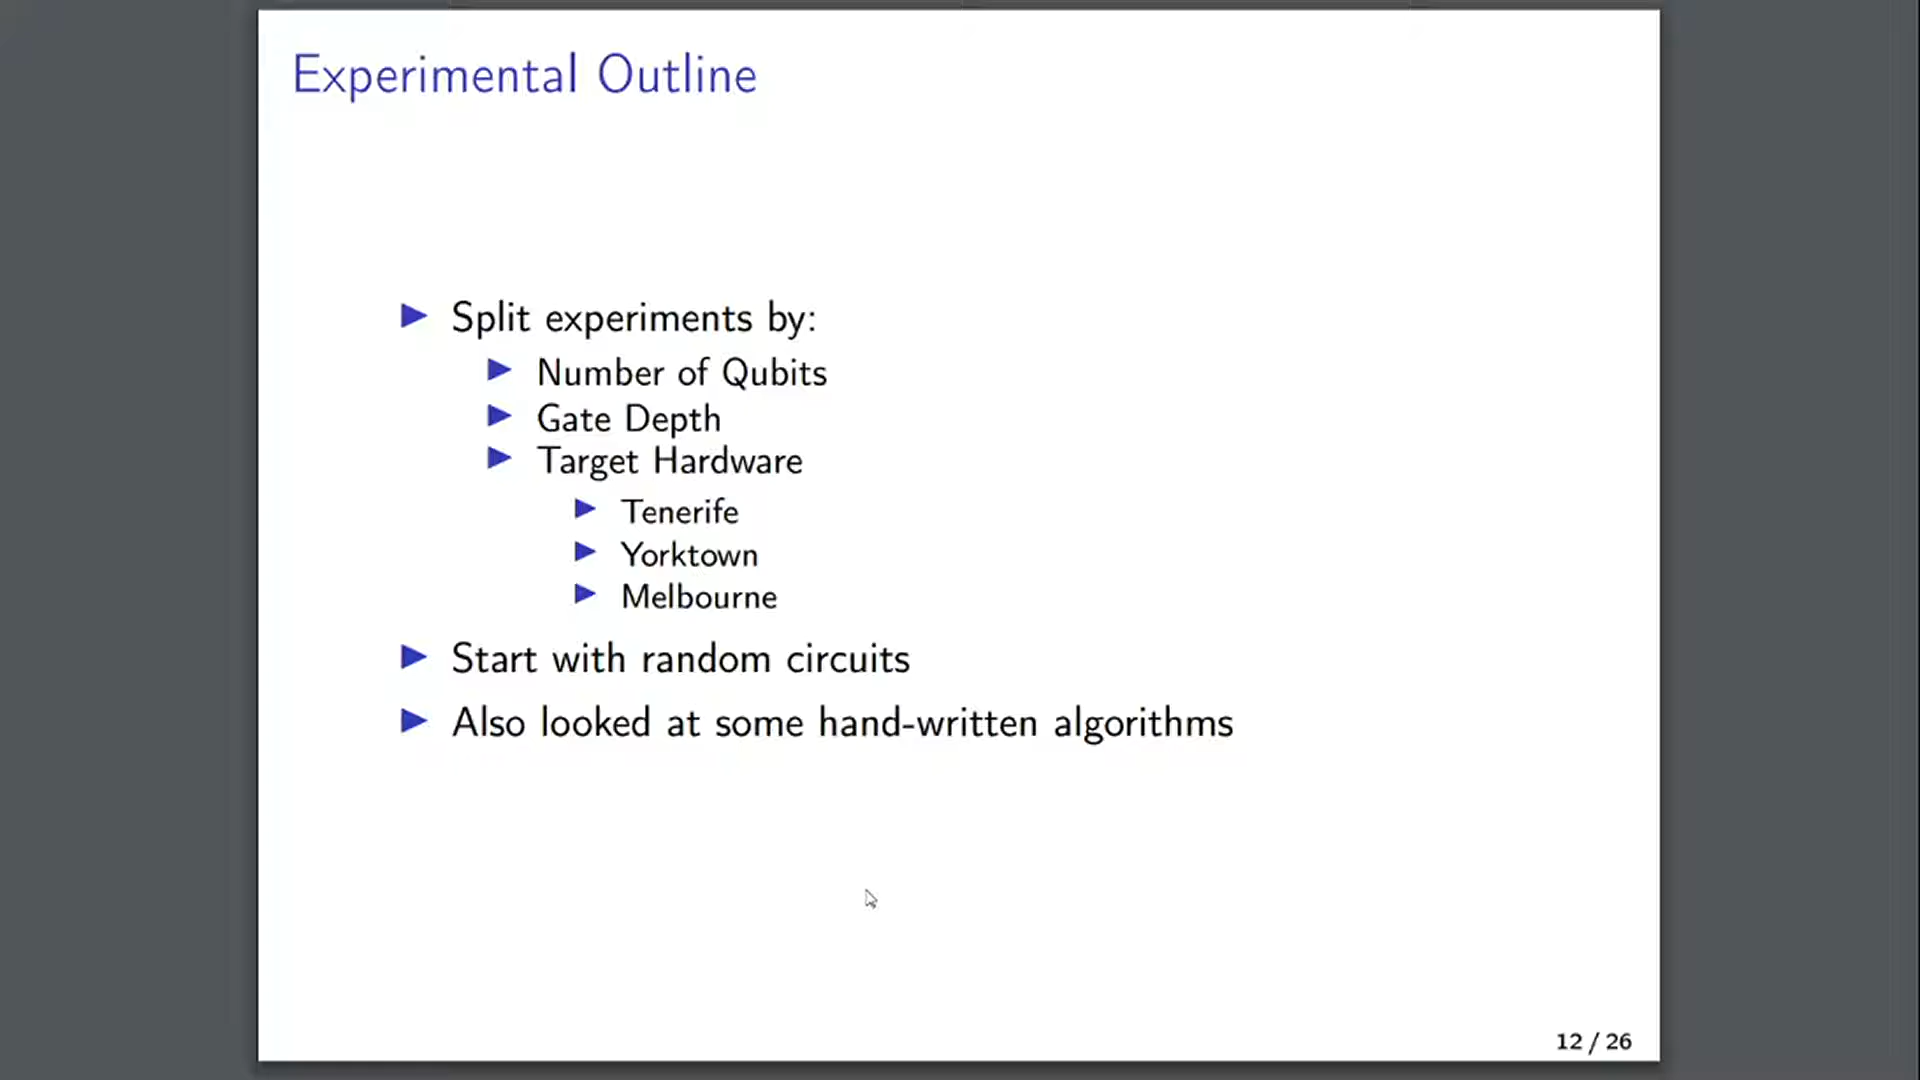 Experimental Outline
Split experiments by:
Number of Qubits
Gate Depth
Target Hardware
Tenerife
Yorktown
Melbourne
Start with random circuits
Also looked at some hand-written algorithms
12 / 26